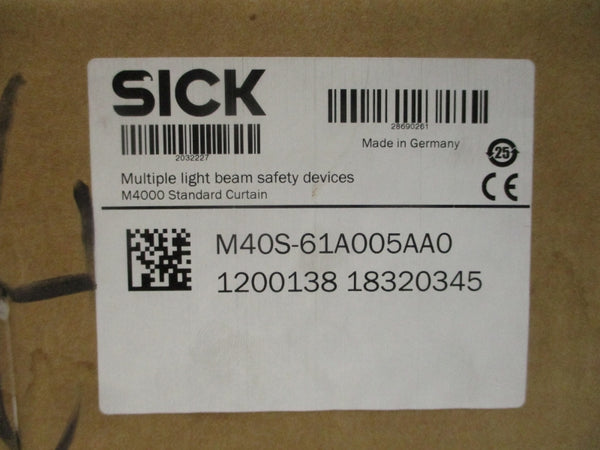 SICK
2032227
28690261
Made in Germany
25
CE
Multiple light beam safety devices
M4000 Standard Curtain
M40S-61A005AA0
1200138 18320345